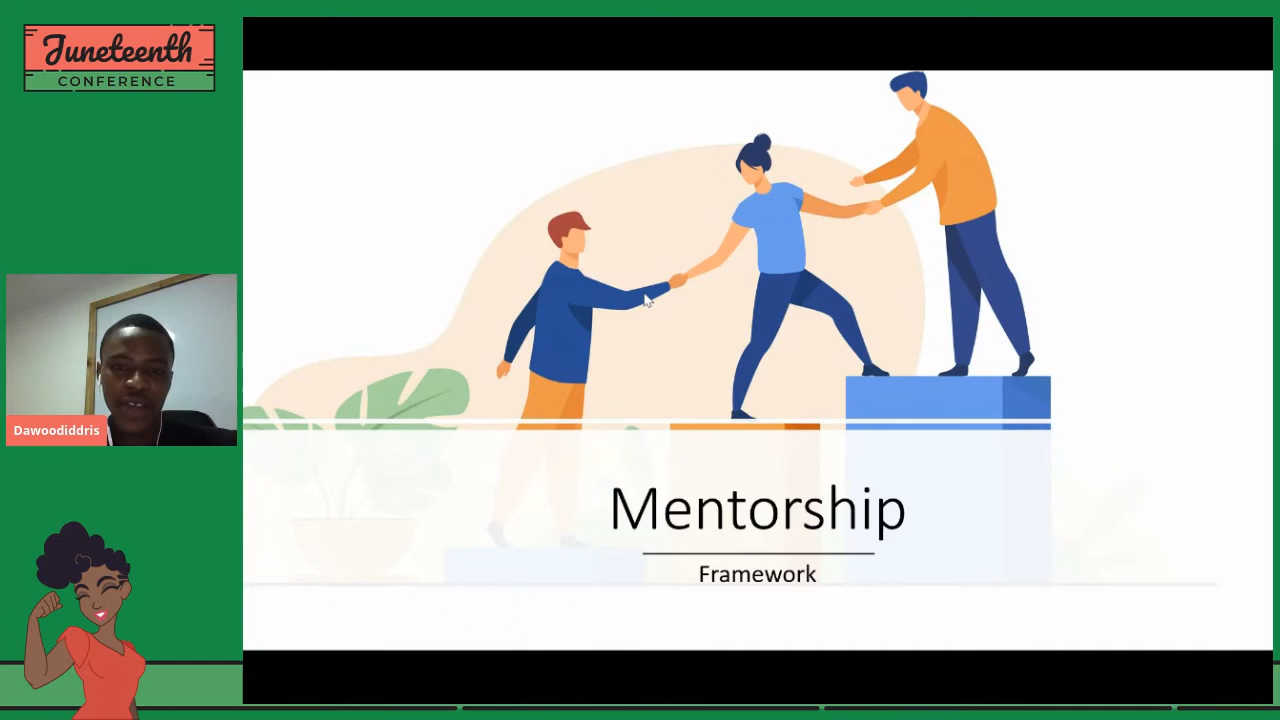 Juneteenth
CONFERENCE
Dawoodiddris
Mentorship
Framework